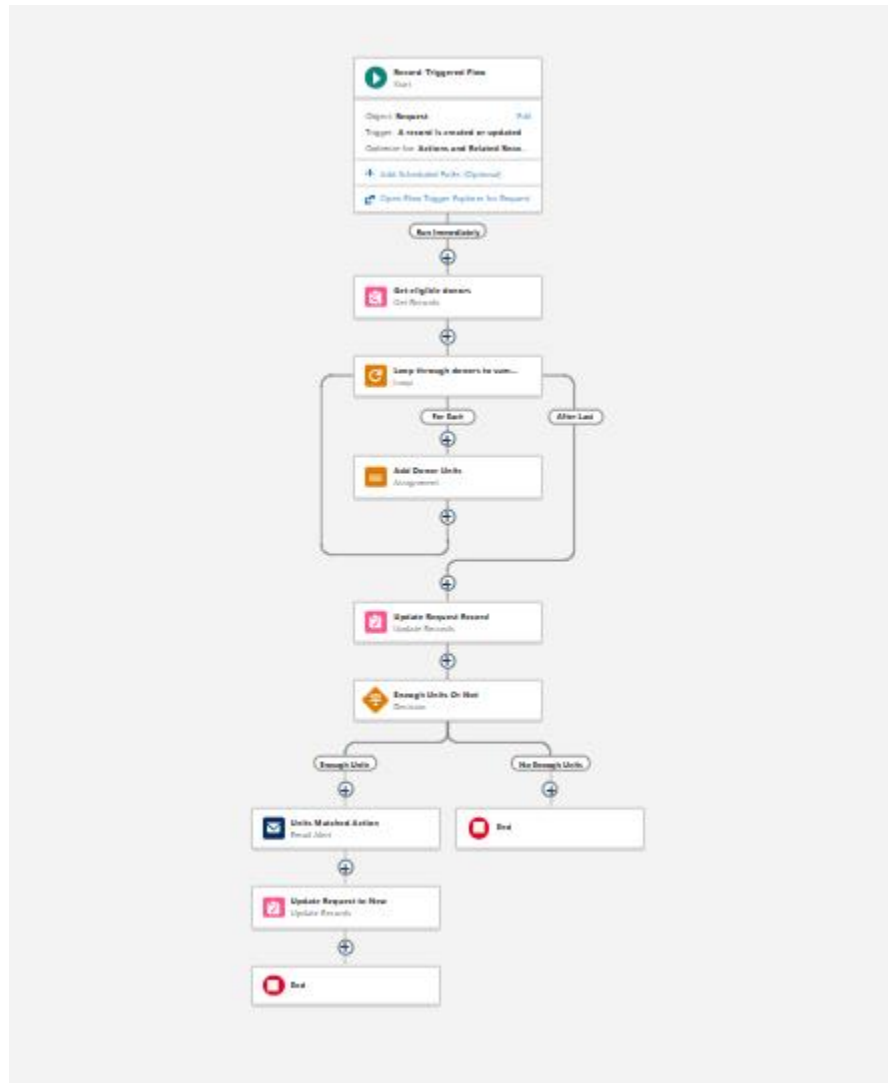 Record-Triggered Flow
Start
Object: Request Edit
Trigger: A record is created or updated
Optimize for: Actions and Related Reco...
Add Scheduled Paths (Optional)
Open Flow Trigger Explorer for Request
Run Immediately
Get eligible donors
Get Records
Loop through donors to sum...
Loop
For Each
After Last
Add Donor Units
Assignment
Update Request Record
Update Records
Enough Units Or Not
Decision
Enough Units
No Enough Units
Units Matched Action
Email Alert
End
Update Request to New
Update Records
End